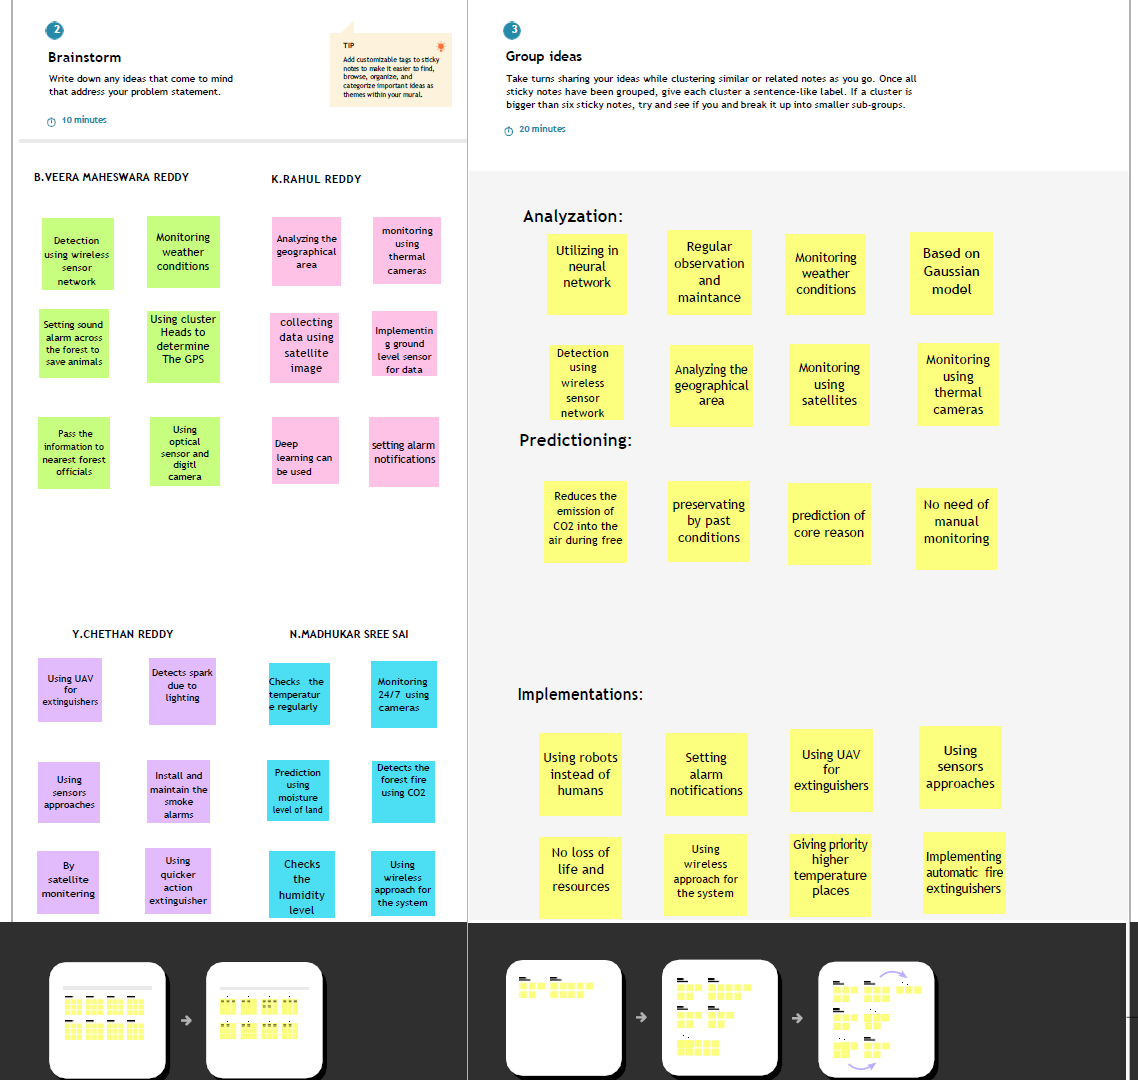 2
Brainstorm
Write down any ideas that come to mind
that address your problem statement.
10 minutes
TIP
Add customizable tags to sticky
notes to make it easier to find,
browse, organize, and
categorize important ideas as
themes within your mural.
B.VEERA MAHESWARA REDDY
Detection
using wireless
sensor
network
Monitoring
weather
conditions
Setting sound
alarm across
the forest to
save animals
Using cluster
Heads to
determine
The GPS
Pass the
information to
nearest forest
officials
Using
optical
sensor and
digitl
camera
K.RAHUL REDDY
Analyzing the
geographical
area
monitoring
using
thermal
cameras
collecting
data using
satellite
image
Implementin
g ground
level sensor
for data
Deep
learning can
be used
setting alarm
notifications
Y.CHETHAN REDDY
Using UAV
for
extinguishers
Detects spark
due to
lighting
Using
sensors
approaches
Install and
maintain the
smoke
alarms
By
satellite
monitering
Using
quicker
action
extinguisher
N.MADHUKAR SREE SAI
Checks the
temperatur
e regularly
Monitoring
24/7 using
cameras
Prediction
using
moisture
level of land
Detects the
forest fire
using CO2
Checks
the
humidity
level
Using
wireless
approach for
the system
3
Group ideas
Take turns sharing your ideas while clustering similar or related notes as you go. Once all
sticky notes have been grouped, give each cluster a sentence-like label. If a cluster is
bigger than six sticky notes, try and see if you and break it up into smaller sub-groups.
20 minutes
Analyzation:
Utilizing in
neural
network
Regular
observation
and
maintance
Monitoring
weather
conditions
Based on
Gaussian
model
Detection
using
wireless
sensor
network
Analyzing the
geographical
area
Monitoring
using
satellites
Monitoring
using
thermal
cameras
Predictioning:
Reduces the
emission of
CO2 into the
air during free
preservating
by past
conditions
prediction of
core reason
No need of
manual
monitoring
Implementations:
Using robots
instead of
humans
Setting
alarm
notifications
Using UAV
for
extinguishers
Using
sensors
approaches
No loss of
life and
resources
Using
wireless
approach for
the system
Giving priority
higher
temperature
places
Implementing
automatic fire
extinguishers